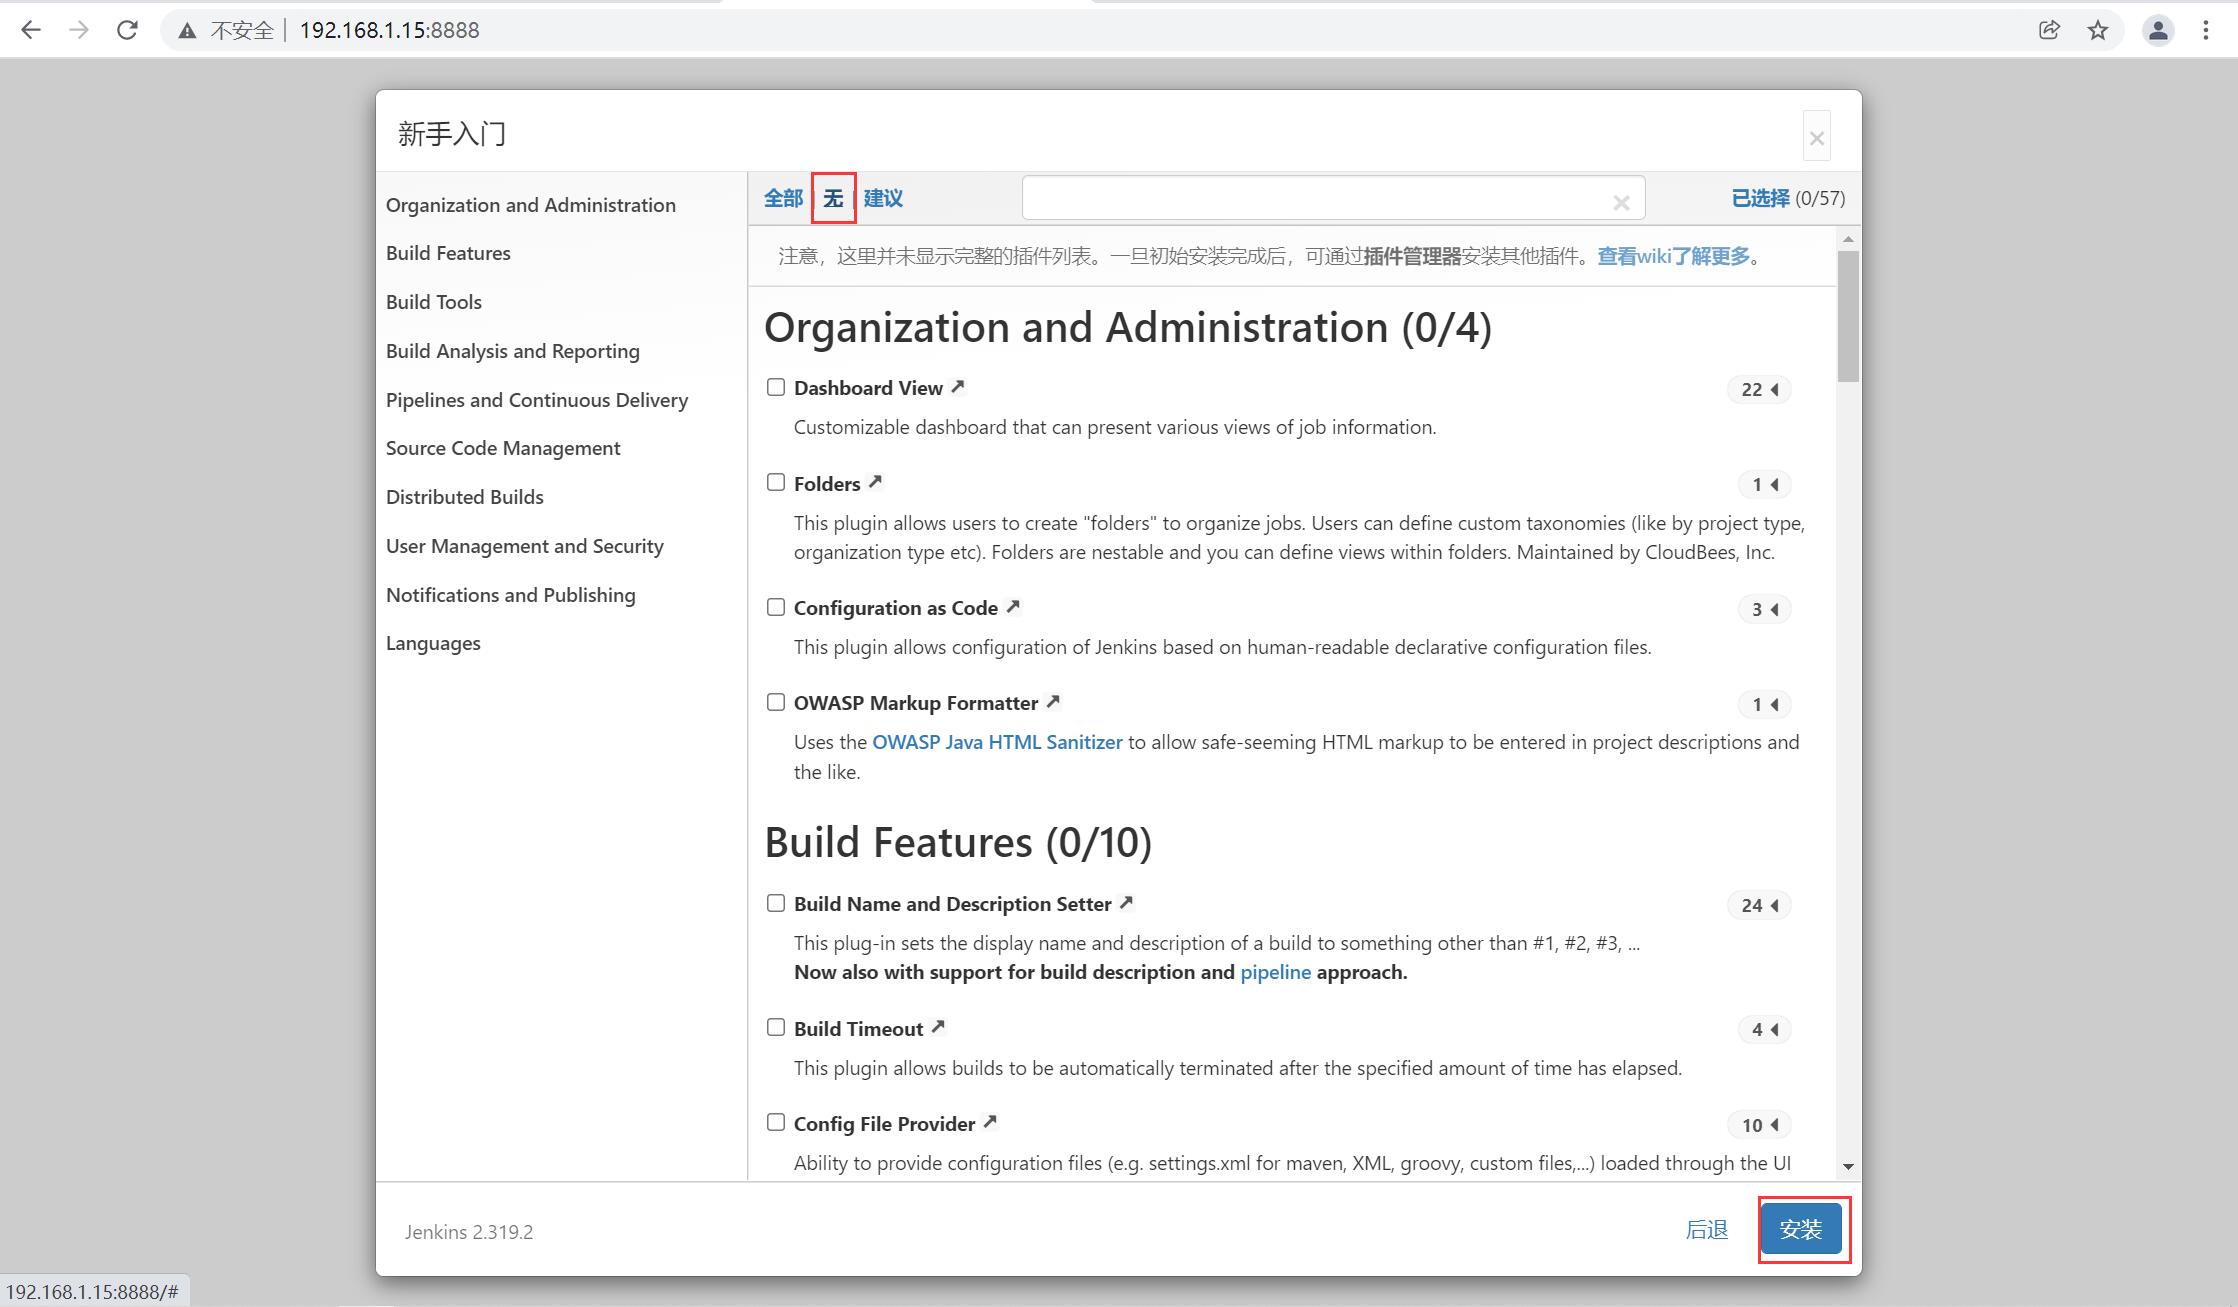 不安全 | 192.168.1.15:8888
新手入门
Organization and Administration
Build Features
Build Tools
Build Analysis and Reporting
Pipelines and Continuous Delivery
Source Code Management
Distributed Builds
User Management and Security
Notifications and Publishing
Languages
全部 | 无 | 建议
已选择 (0/57)
注意，这里并未显示完整的插件列表。一旦初始安装完成后，可通过插件管理器安装其他插件。查看wiki了解更多。
Organization and Administration (0/4)
Dashboard View
22
Customizable dashboard that can present various views of job information.
Folders
1
This plugin allows users to create "folders" to organize jobs. Users can define custom taxonomies (like by project type,
organization type etc). Folders are nestable and you can define views within folders. Maintained by CloudBees, Inc.
Configuration as Code
3
This plugin allows configuration of Jenkins based on human-readable declarative configuration files.
OWASP Markup Formatter
1
Uses the OWASP Java HTML Sanitizer to allow safe-seeming HTML markup to be entered in project descriptions and
the like.
Build Features (0/10)
Build Name and Description Setter
24
This plug-in sets the display name and description of a build to something other than #1, #2, #3, ...
Now also with support for build description and pipeline approach.
Build Timeout
4
This plugin allows builds to be automatically terminated after the specified amount of time has elapsed.
Config File Provider
10
Ability to provide configuration files (e.g. settings.xml for maven, XML, groovy, custom files,...) loaded through the UI
Jenkins 2.319.2
后退
安装
192.168.1.15:8888/#